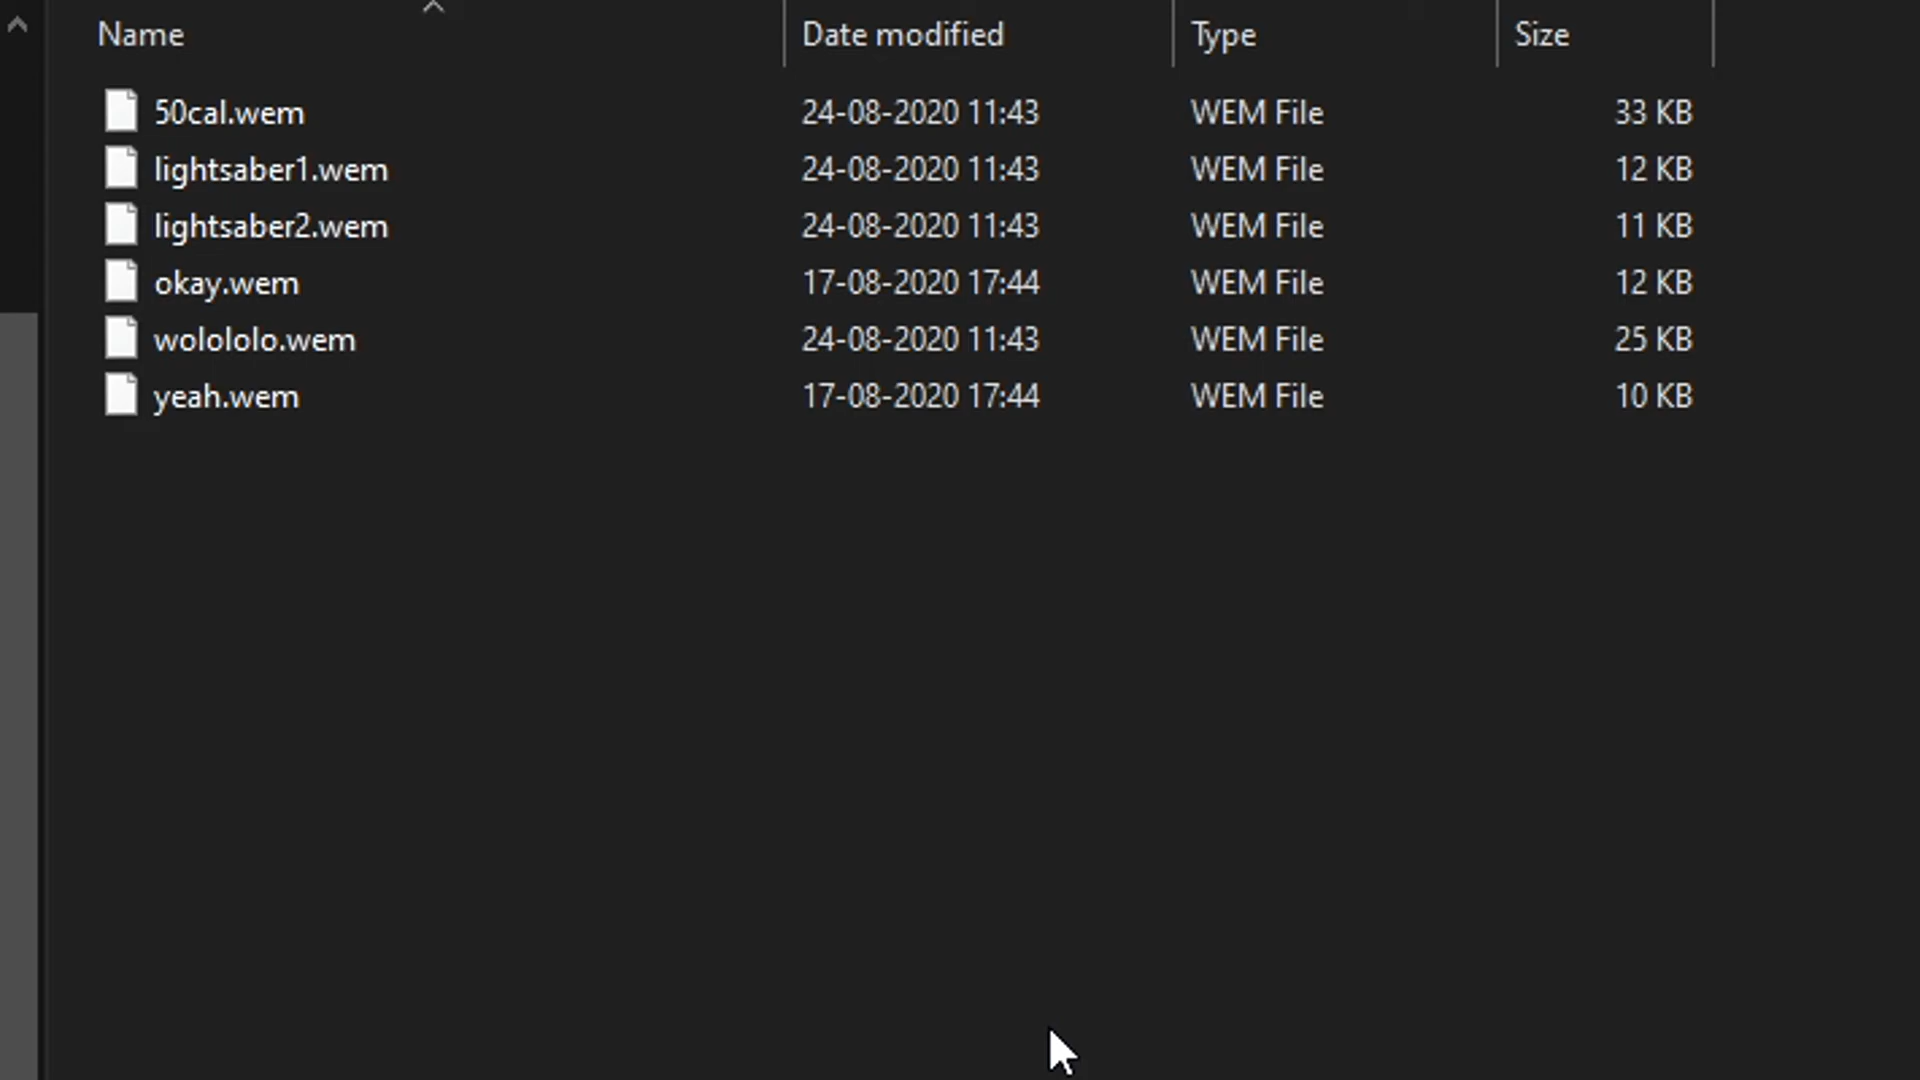 Name Date modified Type Size
50cal.wem 24-08-2020 11:43 WEM File 33 KB
lightsaber1.wem 24-08-2020 11:43 WEM File 12 KB
lightsaber2.wem 24-08-2020 11:43 WEM File 11 KB
okay.wem 17-08-2020 17:44 WEM File 12 KB
wolololo.wem 24-08-2020 11:43 WEM File 25 KB
yeah.wem 17-08-2020 17:44 WEM File 10 KB